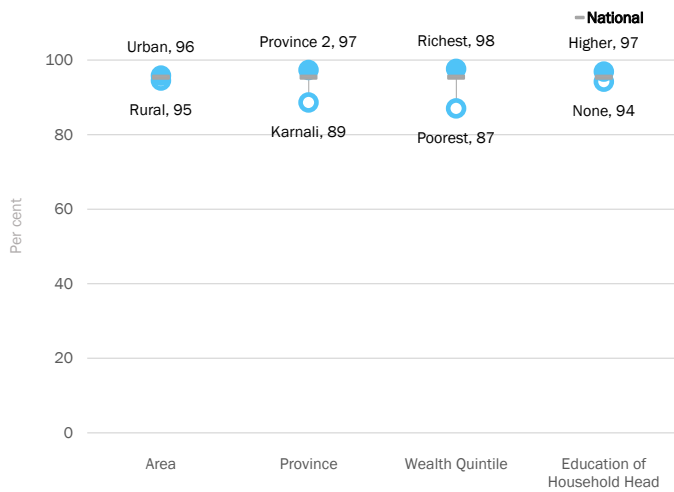 National
Urban, 96
Province 2, 97
Richest, 98
Higher, 97
100
Rural, 95
Karnali, 89
Poorest, 87
None, 94
80
60
Per cent
40
20
0
Area
Province
Wealth Quintile
Education of
Household Head